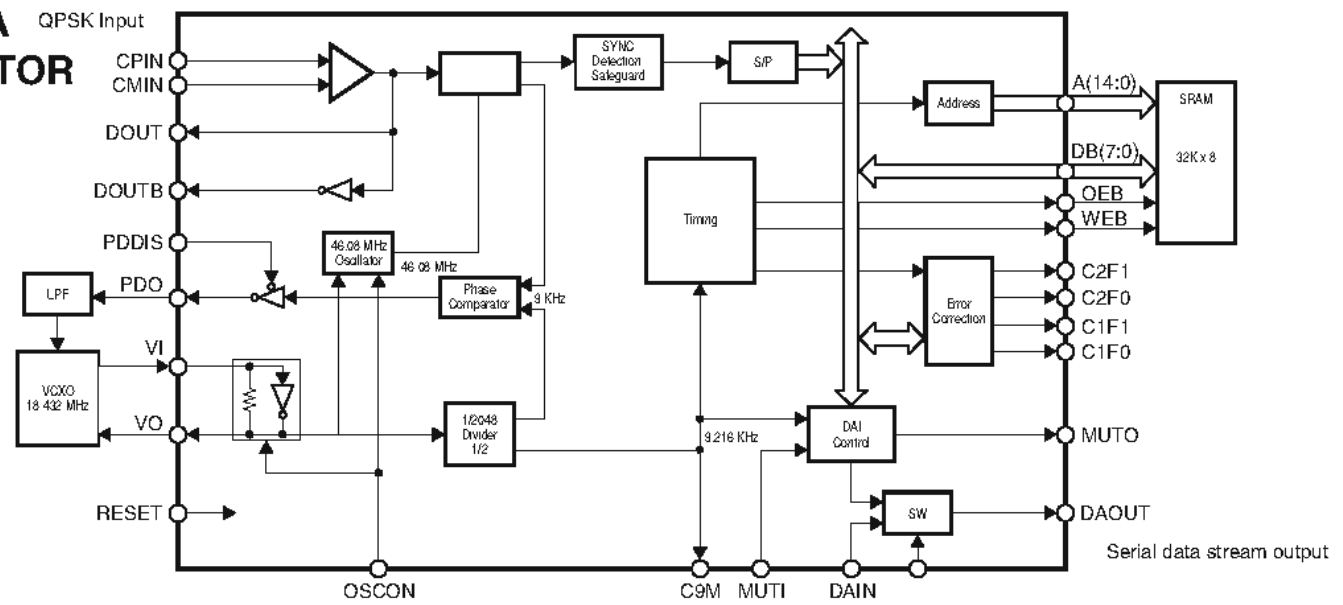 A
TOR
QPSK Input
CPIN
CMIN
DOUT
DOUTB
PDDIS
PDO
LPF
VI
VCXO
18 432 MHz
VO
RESET
SYNC
Detection
Safeguard
S/P
Address
A(14:0)
SRAM
32K x 8
DB(7:0)
OEB
WEB
Timing
46.08 MHz
Oscillator
46 08 MHz
Phase
Comparator
9 KHz
Error
Correction
C2F1
C2F0
C1F1
C1F0
1/2048
Divider
1/2
9.216 KHz
DAI
Control
MUTO
SW
DAOUT
Serial data stream output
OSCON
C9M
MUTI
DAIN